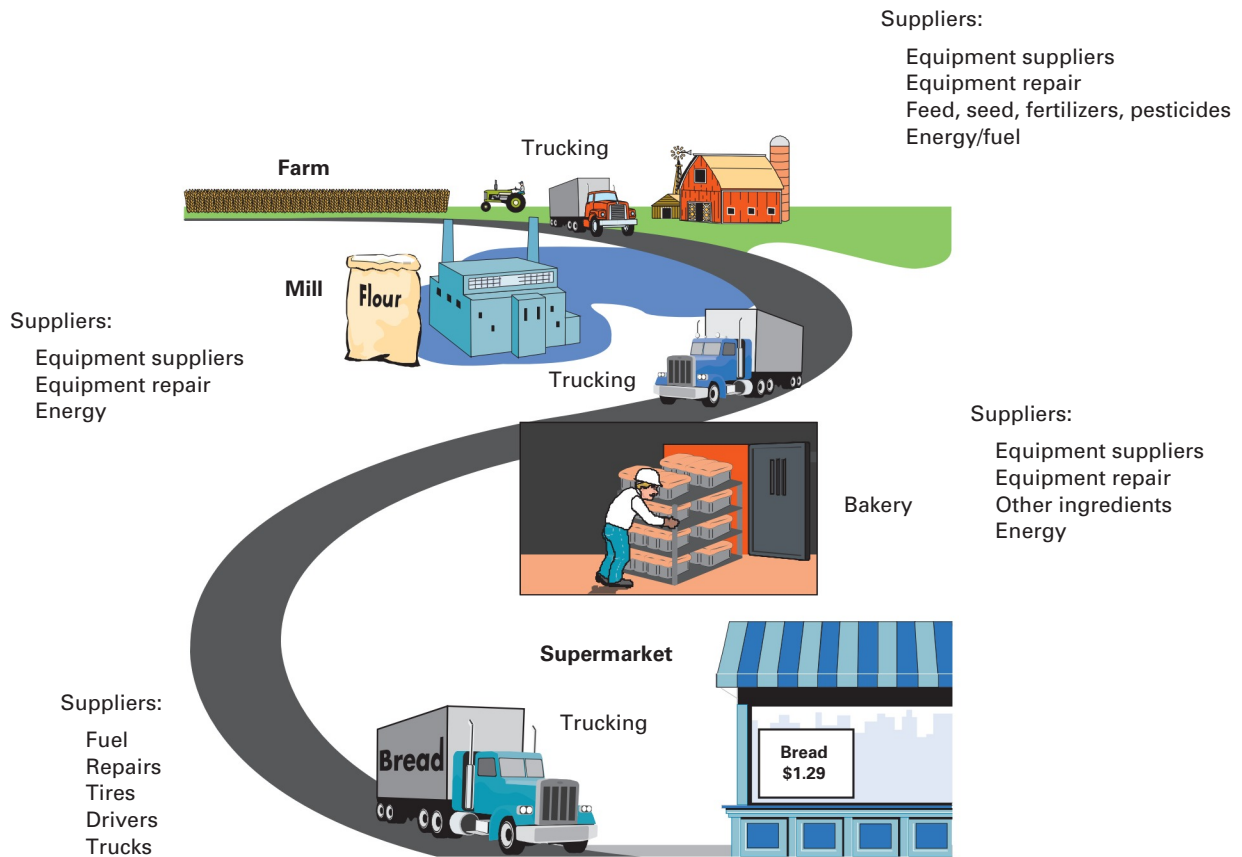 Suppliers:
Equipment suppliers
Equipment repair
Feed, seed, fertilizers, pesticides
Energy/fuel
Trucking
Farm
Mill
Flour
Suppliers:
Equipment suppliers
Equipment repair
Energy
Trucking
Suppliers:
Equipment suppliers
Equipment repair
Other ingredients
Energy
Bakery
Supermarket
Suppliers:
Fuel
Repairs
Tires
Drivers
Trucks
Trucking
Bread
Bread
$1.29